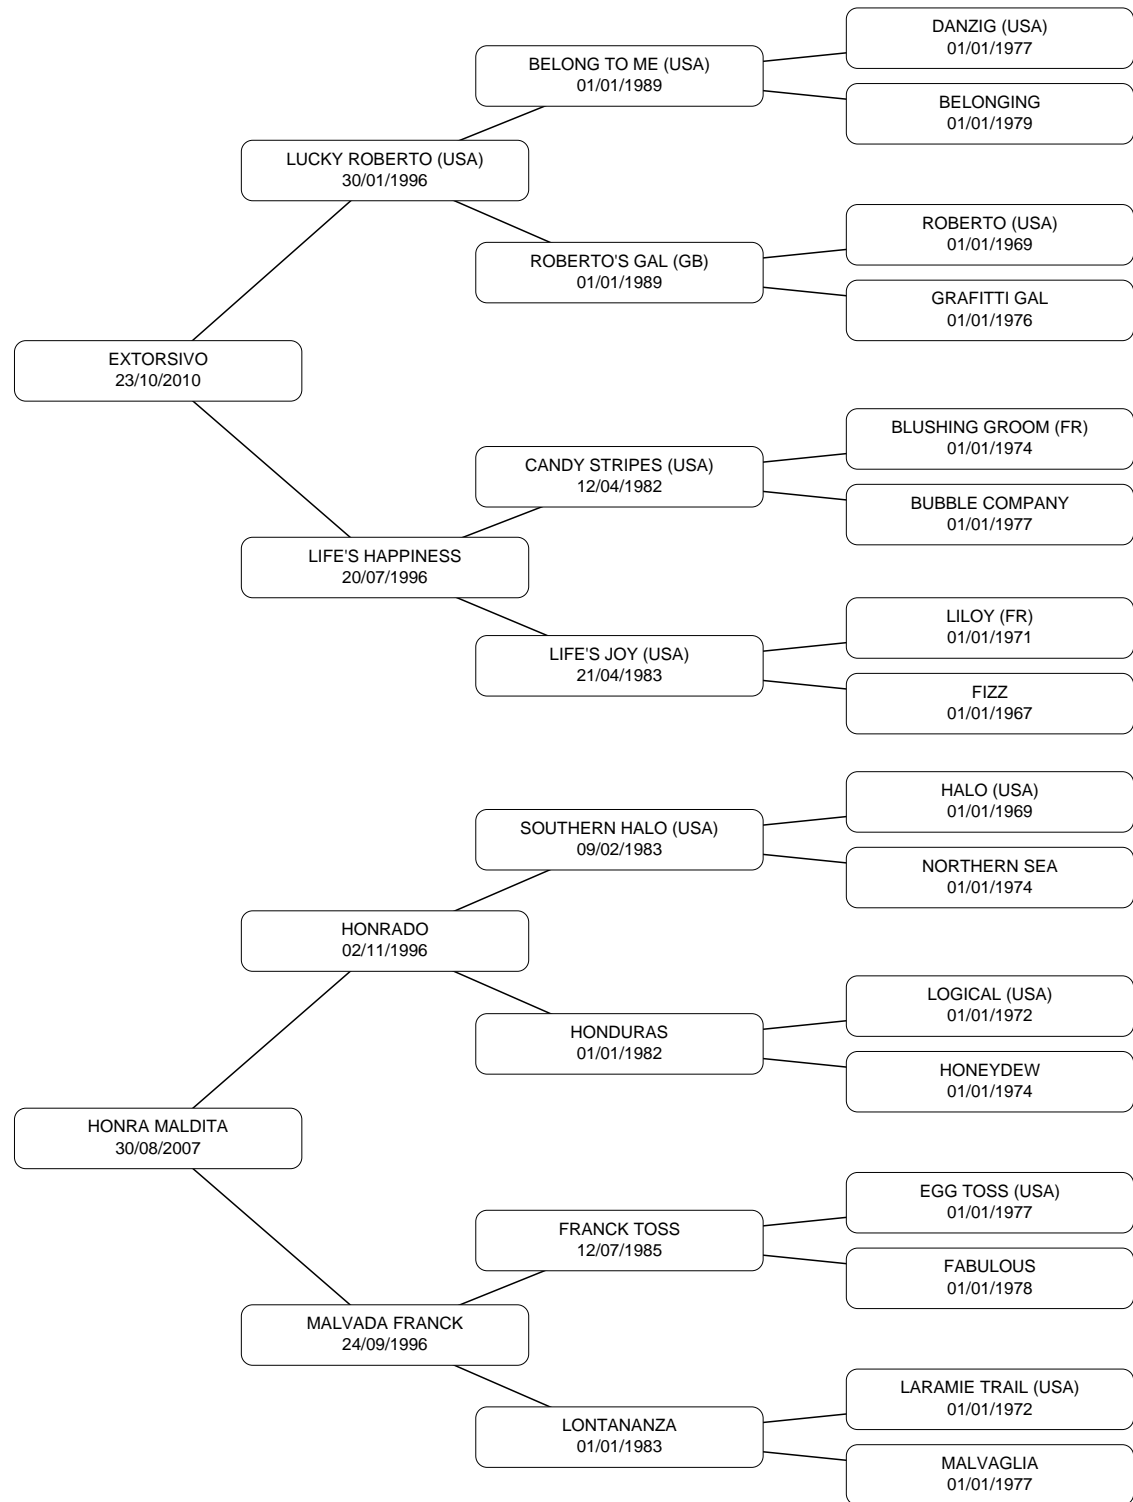 DANZIG (USA)
01/01/1977
BELONG TO ME (USA)
01/01/1989
BELONGING
01/01/1979
LUCKY ROBERTO (USA)
30/01/1996
ROBERTO (USA)
01/01/1969
ROBERTO'S GAL (GB)
01/01/1989
GRAFITTI GAL
01/01/1976
EXTORSIVO
23/10/2010
BLUSHING GROOM (FR)
01/01/1974
CANDY STRIPES (USA)
12/04/1982
BUBBLE COMPANY
01/01/1977
LIFE'S HAPPINESS
20/07/1996
LILOY (FR)
01/01/1971
LIFE'S JOY (USA)
21/04/1983
FIZZ
01/01/1967
HALO (USA)
01/01/1969
SOUTHERN HALO (USA)
09/02/1983
NORTHERN SEA
01/01/1974
HONRADO
02/11/1996
LOGICAL (USA)
01/01/1972
HONDURAS
01/01/1982
HONEYDEW
01/01/1974
HONRA MALDITA
30/08/2007
EGG TOSS (USA)
01/01/1977
FRANCK TOSS
12/07/1985
FABULOUS
01/01/1978
MALVADA FRANCK
24/09/1996
LARAMIE TRAIL (USA)
01/01/1972
LONTANANZA
01/01/1983
MALVAGLIA
01/01/1977